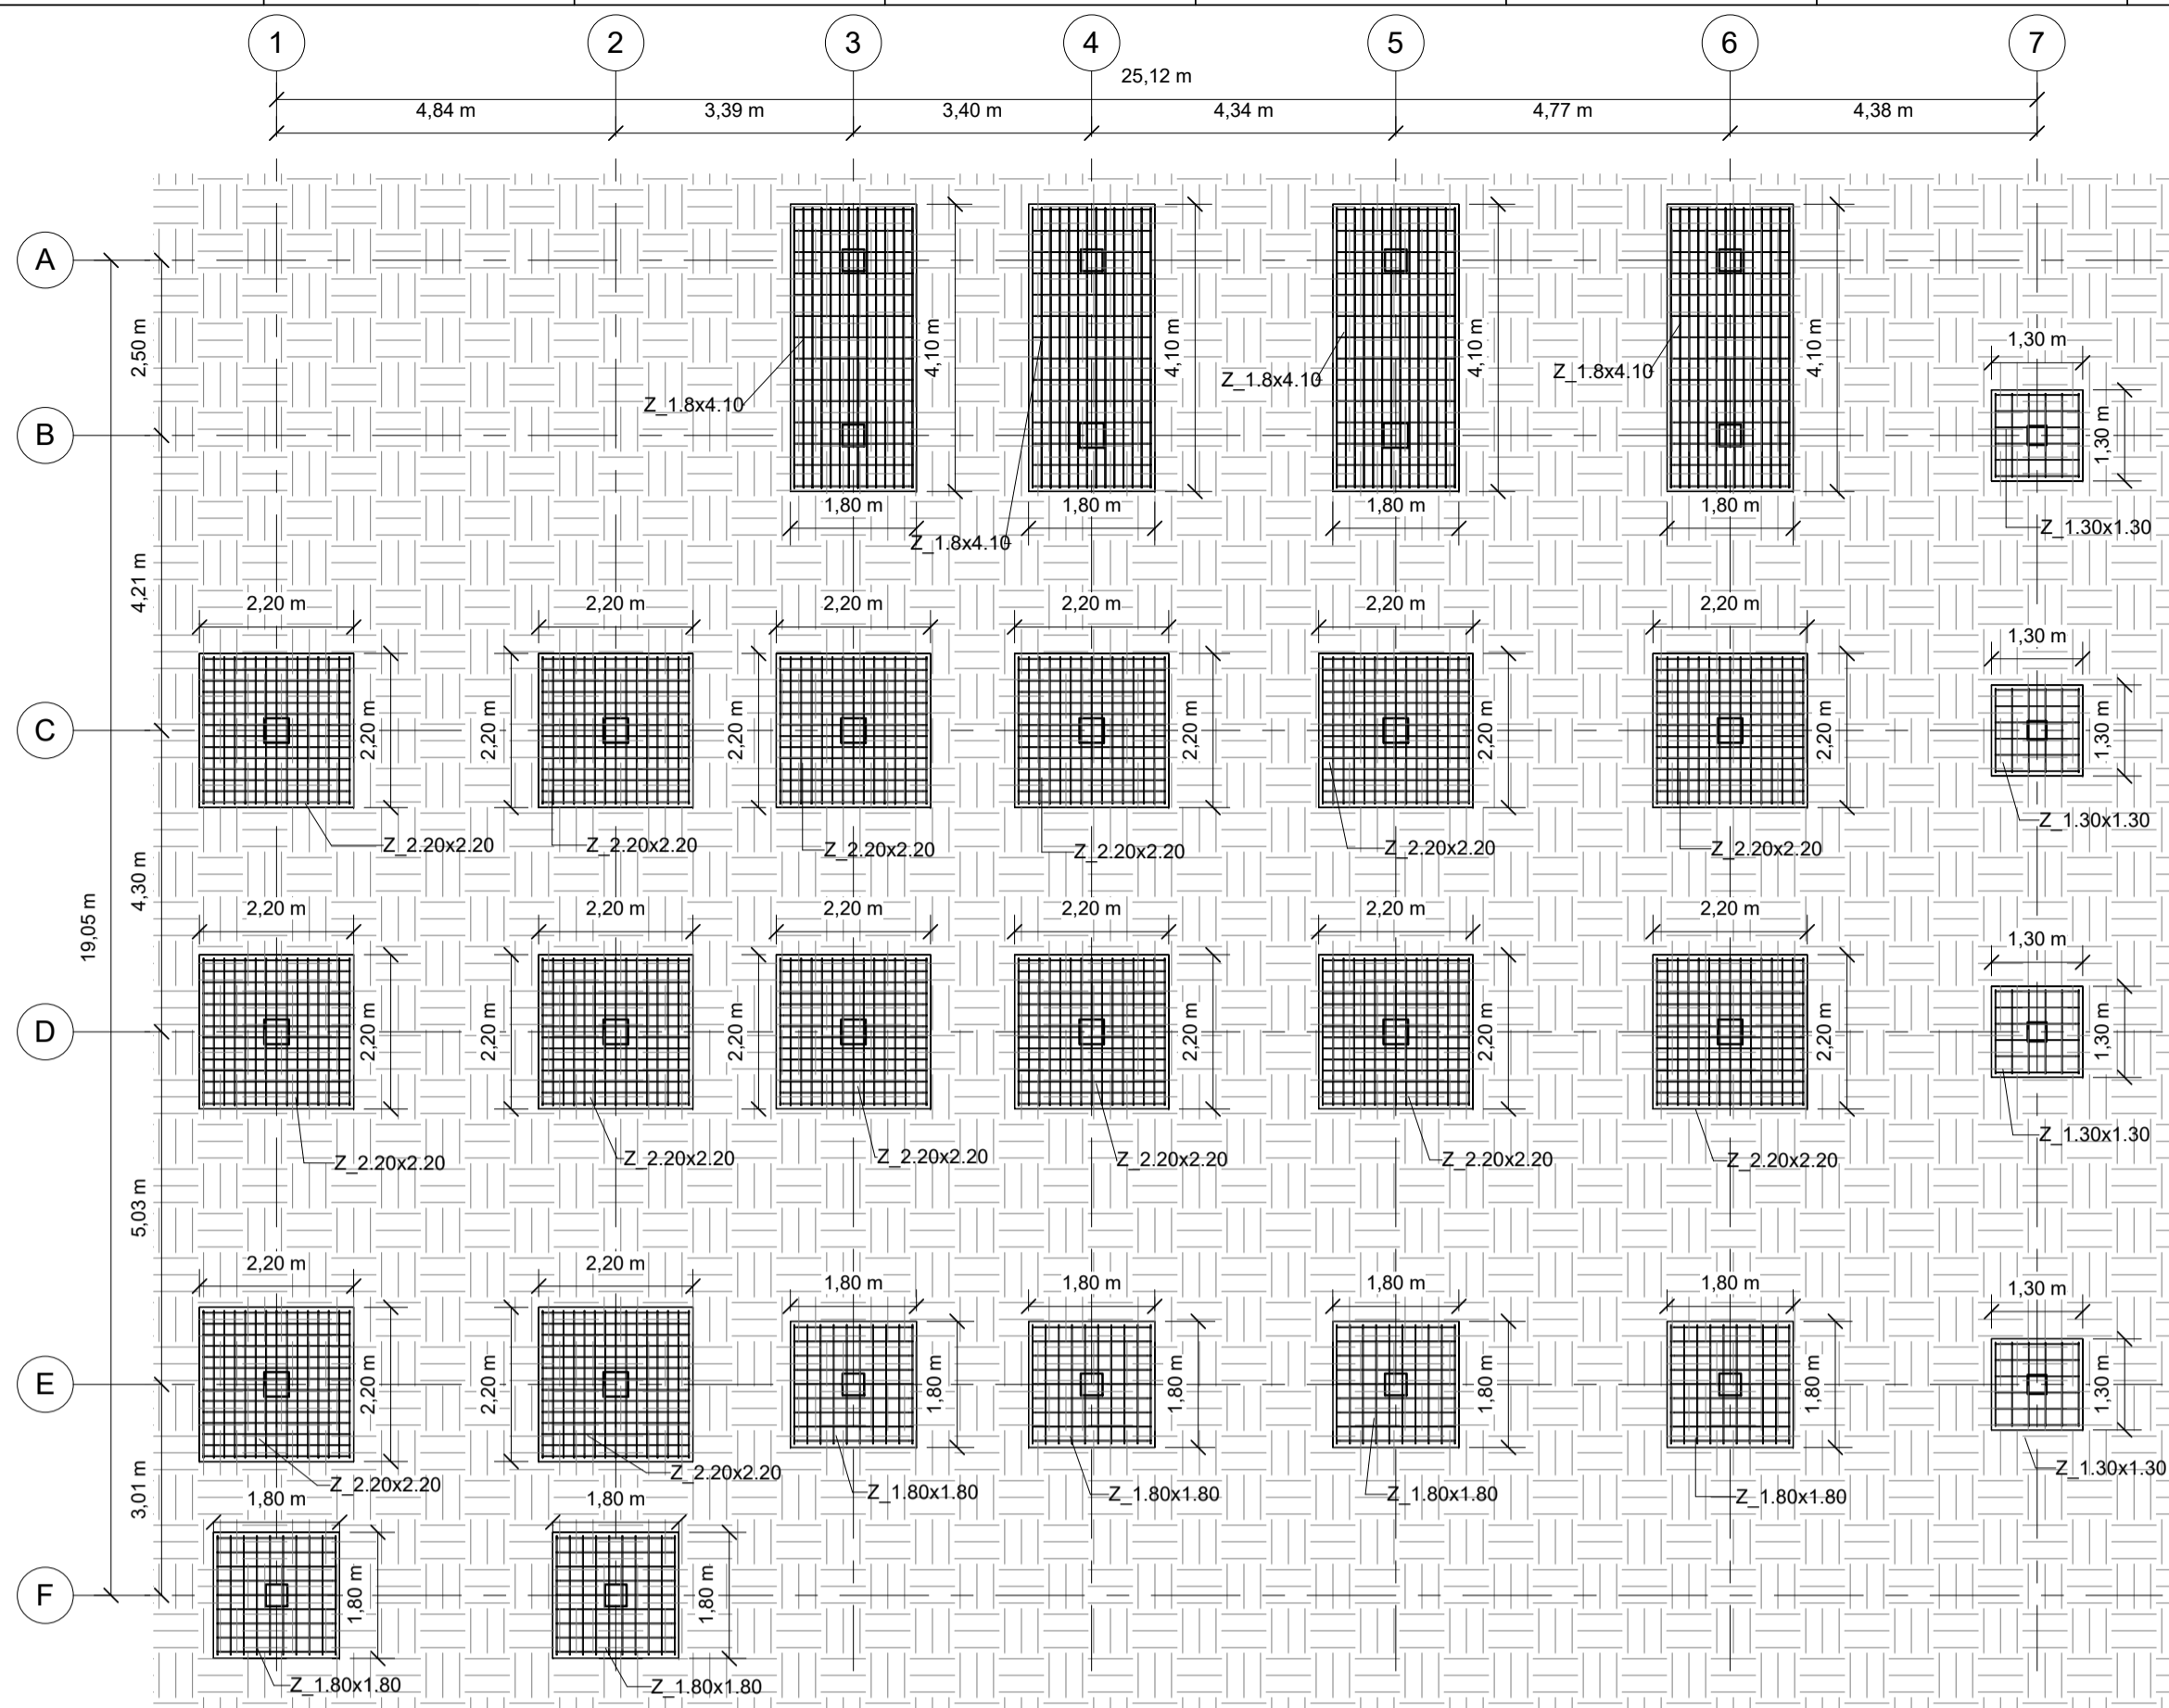 1 2 3 4 5 6 7
25,12 m
4,84 m 3,39 m 3,40 m 4,34 m 4,77 m 4,38 m
A
2,50 m
4,10 m 4,10 m 4,10 m 4,10 m
1,30 m
Z_1.8x4.10 Z_1.8x4.10 Z_1.8x4.10
B
1,30 m
1,80 m 1,80 m 1,80 m 1,80 m
Z_1.8x4.10
Z_1.30x1.30
4,21 m
2,20 m 2,20 m 2,20 m 2,20 m 2,20 m 2,20 m
1,30 m
C
2,20 m 2,20 m 2,20 m 2,20 m 2,20 m 2,20 m 1,30 m
Z_1.30x1.30
Z_2.20x2.20 Z_2.20x2.20 Z_2.20x2.20 Z_2.20x2.20 Z_2.20x2.20 Z_2.20x2.20
4,30 m
19,05 m
2,20 m 2,20 m 2,20 m 2,20 m 2,20 m 2,20 m
1,30 m
D
2,20 m 2,20 m 2,20 m 2,20 m 2,20 m 2,20 m 1,30 m
Z_1.30x1.30
Z_2.20x2.20 Z_2.20x2.20 Z_2.20x2.20 Z_2.20x2.20 Z_2.20x2.20 Z_2.20x2.20
5,03 m
2,20 m 2,20 m 1,80 m 1,80 m 1,80 m 1,80 m 1,30 m
E
2,20 m 2,20 m 1,80 m 1,80 m 1,80 m 1,80 m 1,30 m
Z_2.20x2.20 Z_2.20x2.20 Z_1.80x1.80 Z_1.80x1.80 Z_1.80x1.80 Z_1.80x1.80 Z_1.30x1.30
3,01 m
1,80 m 1,80 m
F
1,80 m 1,80 m
Z_1.80x1.80 Z_1.80x1.80